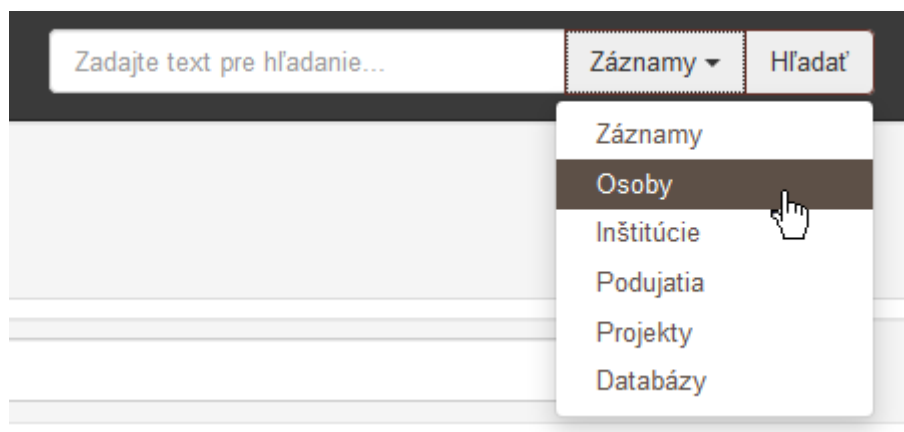 Zadajte text pre hľadanie... Záznamy Hľadať
Záznamy
Osoby
Inštitúcie
Podujatia
Projekty
Databázy